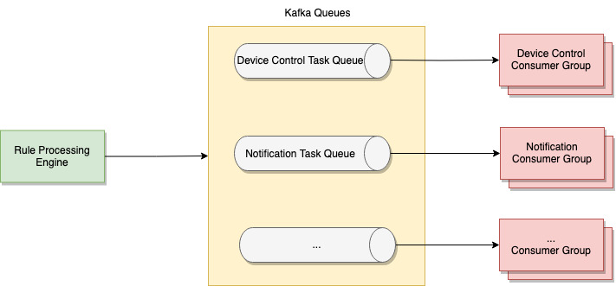 Kafka Queues
Device Control Task Queue
Device Control
Consumer Group
Rule Processing
Engine
Notification Task Queue
Notification
Consumer Group
...
...
Consumer Group